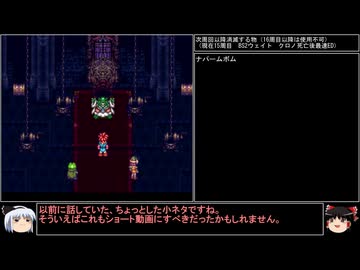 次周回以降消滅する物（16周目以降は使用不可）
（現在15周目　BS2ウェイト　クロノ死亡後最速ED）
ナパームボム
以前に話していた、ちょっとした小ネタですね。
そういえばこれもショート動画にすべきだったかもしれません。